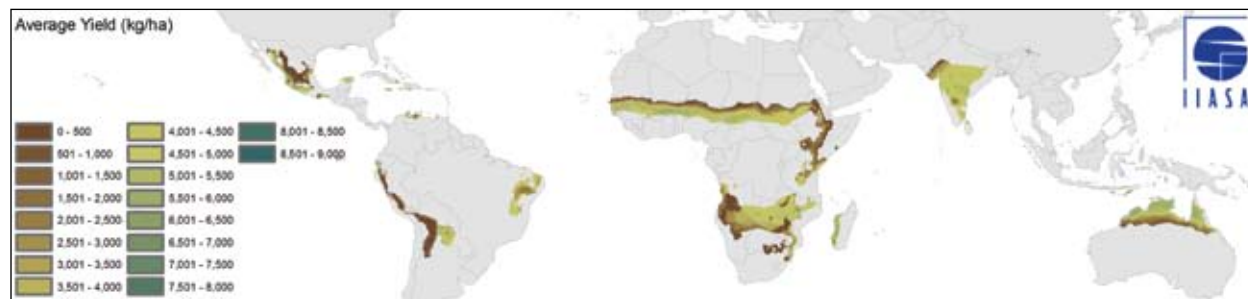 Average Yield (kg/ha)
0 - 500
501 - 1,000
1,001 - 1,500
1,501 - 2,000
2,001 - 2,500
2,501 - 3,000
3,001 - 3,500
3,501 - 4,000
4,001 - 4,500
4,501 - 5,000
5,001 - 5,500
5,501 - 6,000
6,001 - 6,500
6,501 - 7,000
7,001 - 7,500
7,501 - 8,000
8,001 - 8,500
8,501 - 9,000
IIASA